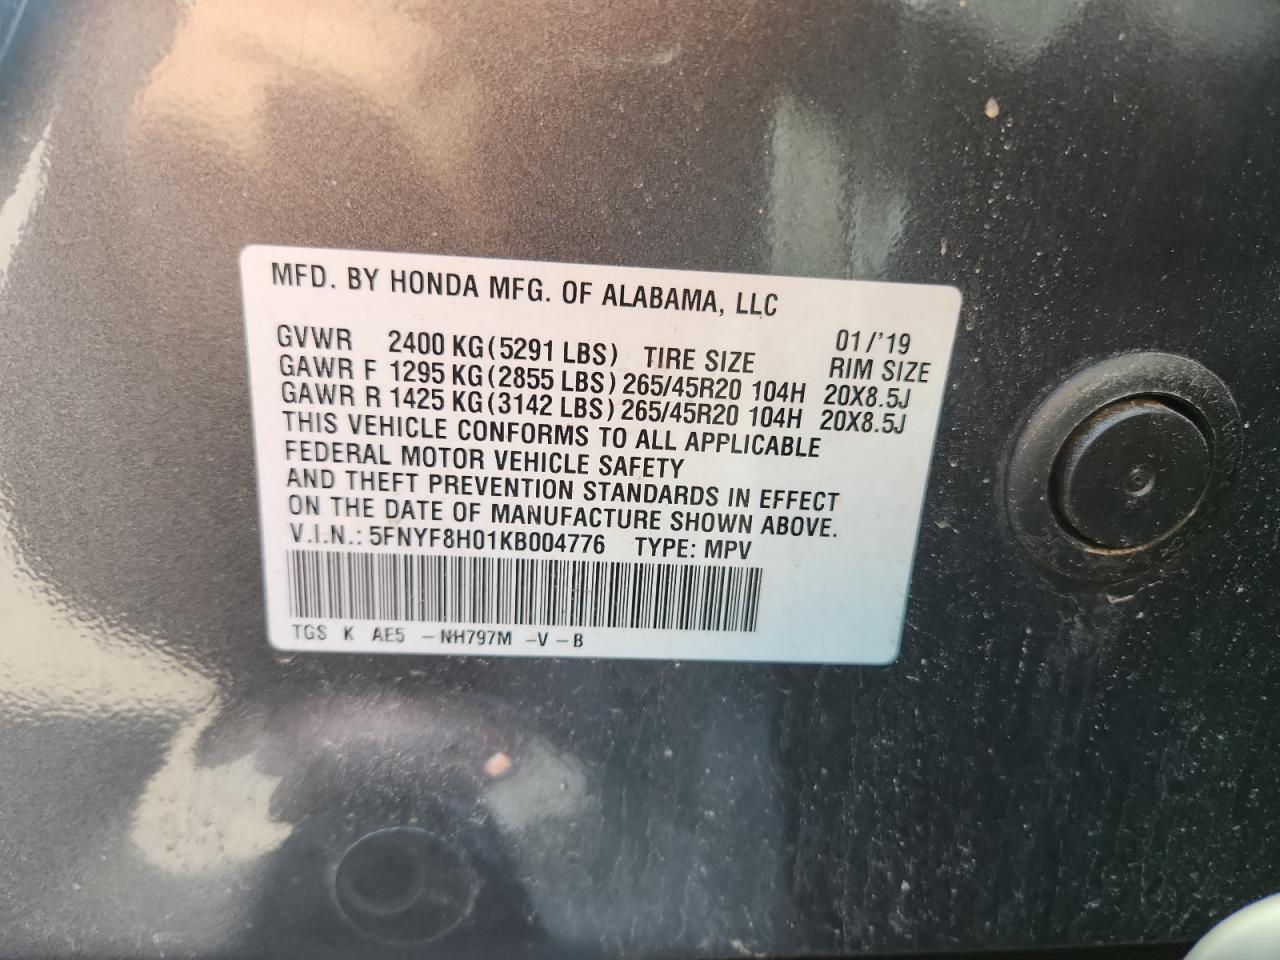 MFD. BY HONDA MFG. OF ALABAMA, LLC
01/'19
GVWR 2400 KG(5291 LBS) TIRE SIZE RIM SIZE
GAWR F 1295 KG(2855 LBS) 265/45R20 104H 20X8.5J
GAWR R 1425 KG(3142 LBS) 265/45R20 104H 20X8.5J
THIS VEHICLE CONFORMS TO ALL APPLICABLE
FEDERAL MOTOR VEHICLE SAFETY
AND THEFT PREVENTION STANDARDS IN EFFECT
ON THE DATE OF MANUFACTURE SHOWN ABOVE.
V.I.N.: 5FNYF8H01KB004776 TYPE: MPV
TGS K AE5 -NH797M -V -B